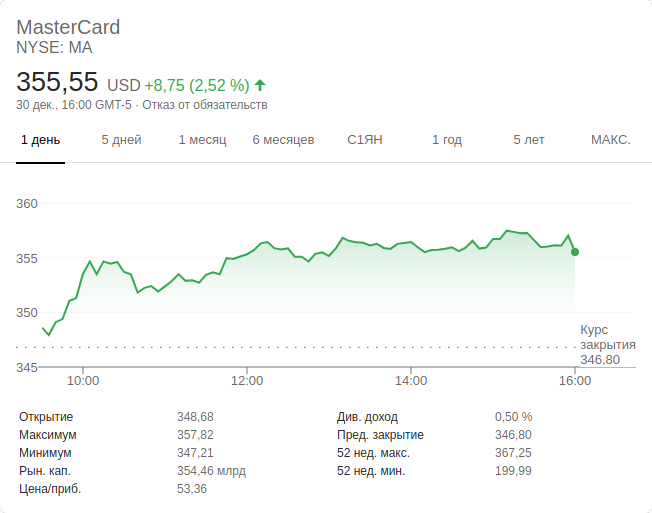 MasterCard
NYSE: MA
355,55 USD +8,75 (2,52 %)
30 дек., 16:00 GMT-5 · Отказ от обязательств
1 день 5 дней 1 месяц 6 месяцев С1ЯН 1 год 5 лет МАКС.
360
355
350
345
Курс
закрытия
346,80
10:00 12:00 14:00 16:00
Открытие 348,68 Див. доход 0,50 %
Максимум 357,82 Пред. закрытие 346,80
Минимум 347,21 52 нед. макс. 367,25
Рын. кап. 354,46 млрд 52 нед. мин. 199,99
Цена/приб. 53,36